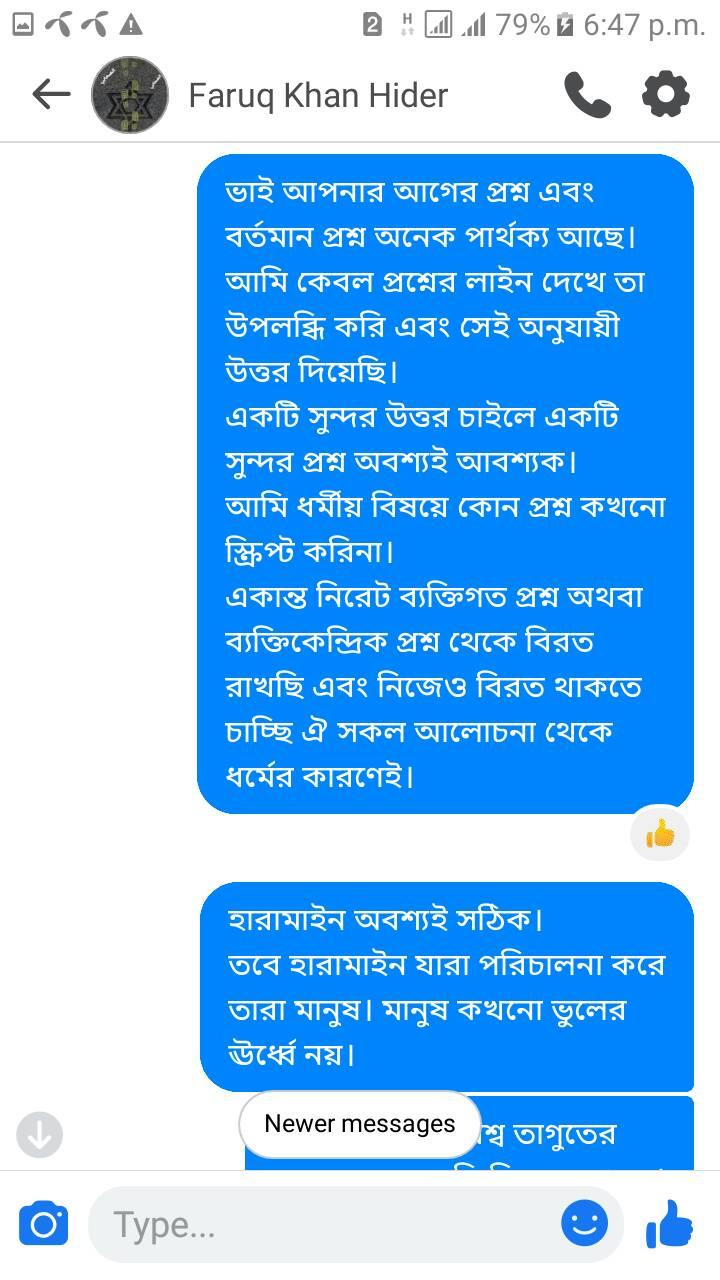 2 H 79% 6:47 p.m.
Faruq Khan Hider
ভাই আপনার আগের প্রশ্ন এবং
বর্তমান প্রশ্ন অনেক পার্থক্য আছে।
আমি কেবল প্রশ্নের লাইন দেখে তা
উপলব্ধি করি এবং সেই অনুযায়ী
উত্তর দিয়েছি।
একটি সুন্দর উত্তর চাইলে একটি
সুন্দর প্রশ্ন অবশ্যই আবশ্যক।
আমি ধর্মীয় বিষয়ে কোন প্রশ্ন কখনো
স্ক্রিপ্ট করিনা।
একান্ত নিরেট ব্যক্তিগত প্রশ্ন অথবা
ব্যক্তিকেন্দ্রিক প্রশ্ন থেকে বিরত
রাখছি এবং নিজেও বিরত থাকতে
চাচ্ছি ঐ সকল আলোচনা থেকে
ধর্মের কারণেই।
হারামাইন অবশ্যই সঠিক।
তবে হারামাইন যারা পরিচালনা করে
তারা মানুষ। মানুষ কখনো ভুলের
ঊর্ধ্বে নয়।
Newer messages
তাগুতের
Type...